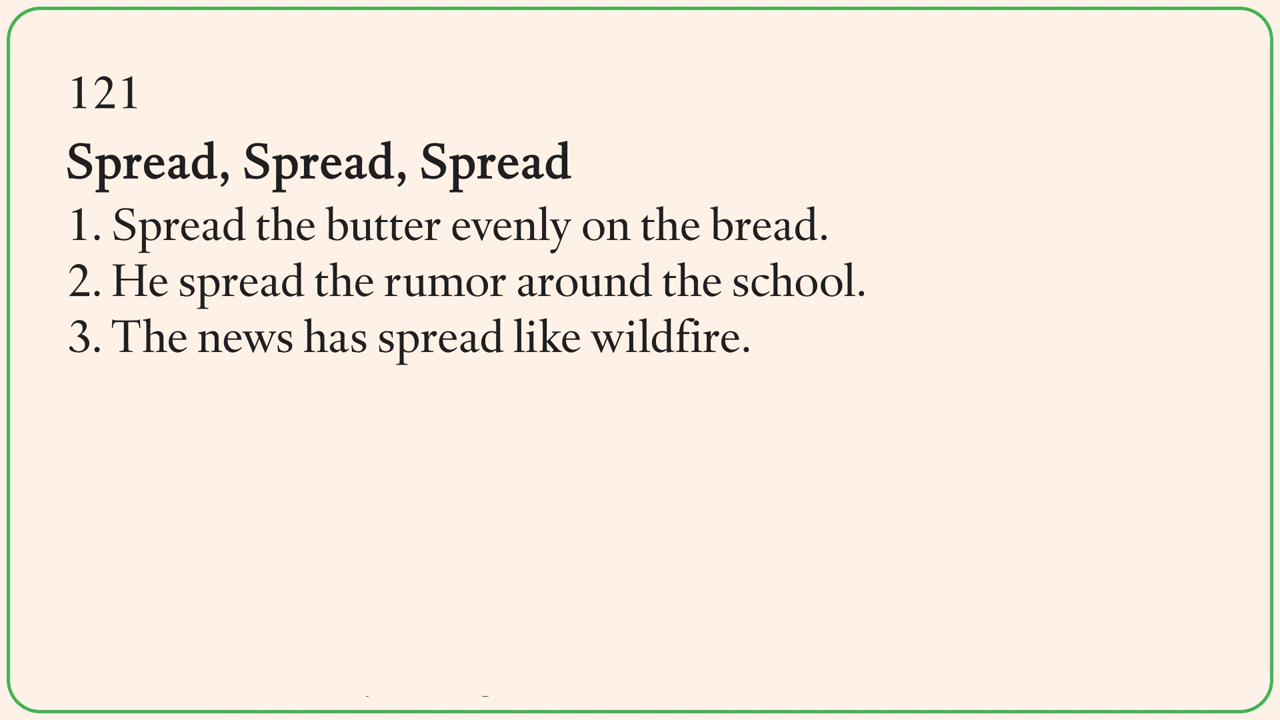 121
Spread, Spread, Spread
1. Spread the butter evenly on the bread.
2. He spread the rumor around the school.
3. The news has spread like wildfire.